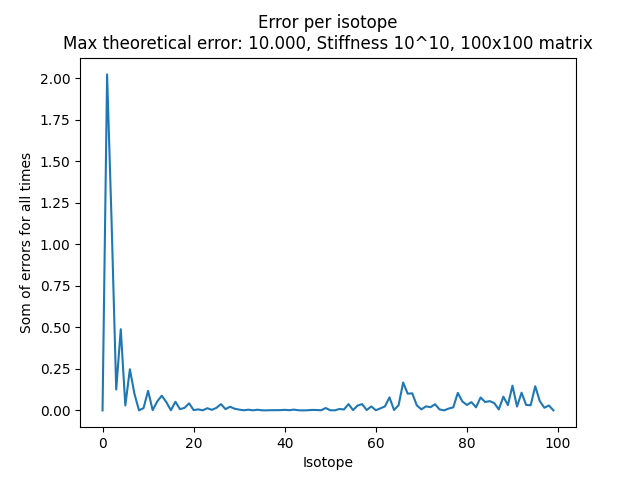 Error per isotope
Max theoretical error: 10.000, Stiffness 10^10, 100x100 matrix
2.00
1.75
1.50
1.25
1.00
0.75
0.50
0.25
0.00
Som of errors for all times
0 20 40 60 80 100
Isotope